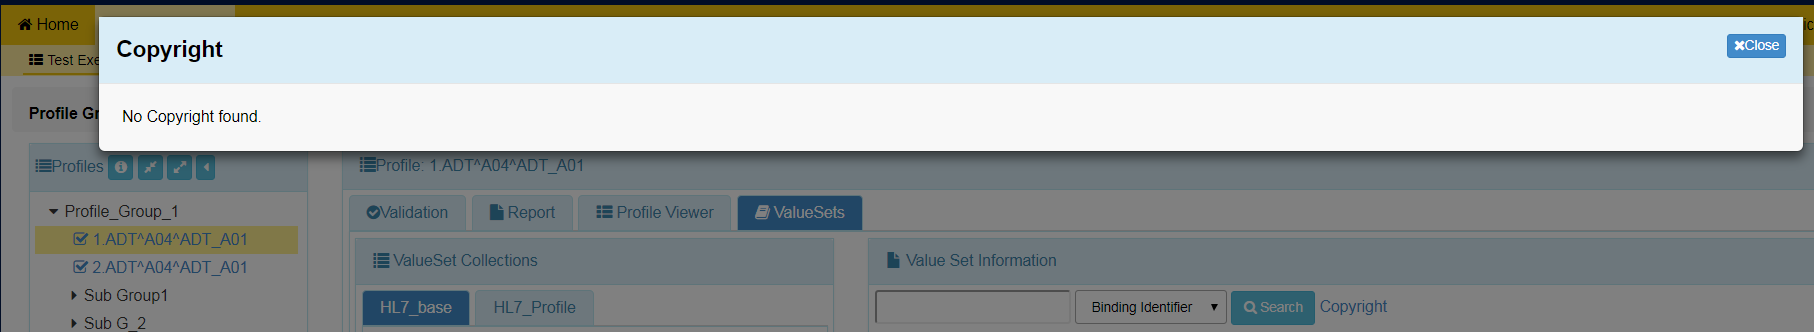 Home
Copyright
Close
Test Exe
No Copyright found.
Profile Gr
Profiles
Profile: 1.ADT^A04^ADT_A01
Profile_Group_1
Validation Report Profile Viewer ValueSets
1.ADT^A04^ADT_A01
2.ADT^A04^ADT_A01
ValueSet Collections
Value Set Information
Sub Group1
HL7_base HL7_Profile
Binding Identifier Search Copyright
Sub G_2